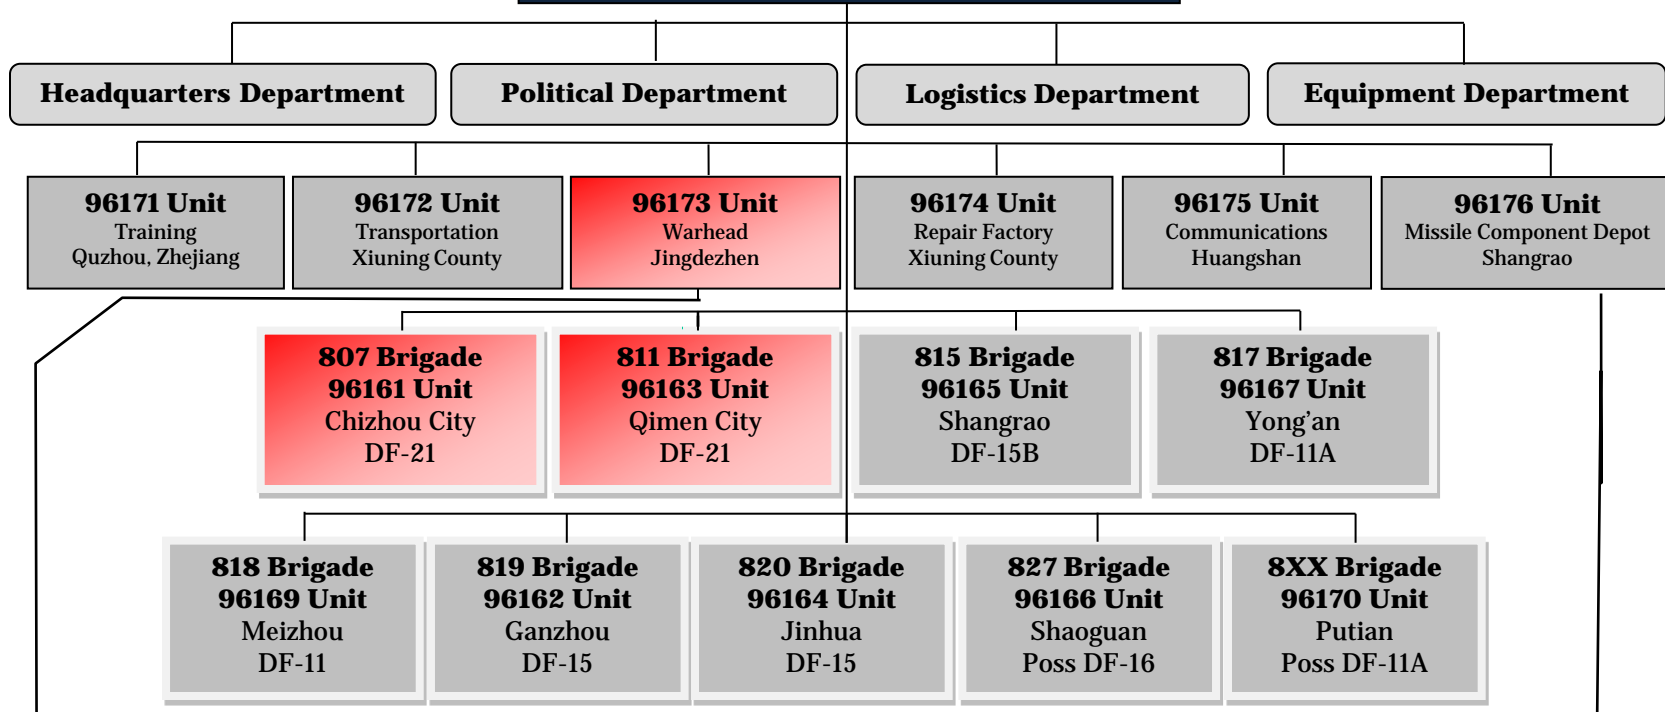 Headquarters Department
Political Department
Logistics Department
Equipment Department
96171 Unit
Training
Quzhou, Zhejiang
96172 Unit
Transportation
Xiuning County
96173 Unit
Warhead
Jingdezhen
96174 Unit
Repair Factory
Xiuning County
96175 Unit
Communications
Huangshan
96176 Unit
Missile Component Depot
Shangrao
807 Brigade
96161 Unit
Chizhou City
DF-21
811 Brigade
96163 Unit
Qimen City
DF-21
815 Brigade
96165 Unit
Shangrao
DF-15B
817 Brigade
96167 Unit
Yong’an
DF-11A
818 Brigade
96169 Unit
Meizhou
DF-11
819 Brigade
96162 Unit
Ganzhou
DF-15
820 Brigade
96164 Unit
Jinhua
DF-15
827 Brigade
96166 Unit
Shaoguan
Poss DF-16
8XX Brigade
96170 Unit
Putian
Poss DF-11A